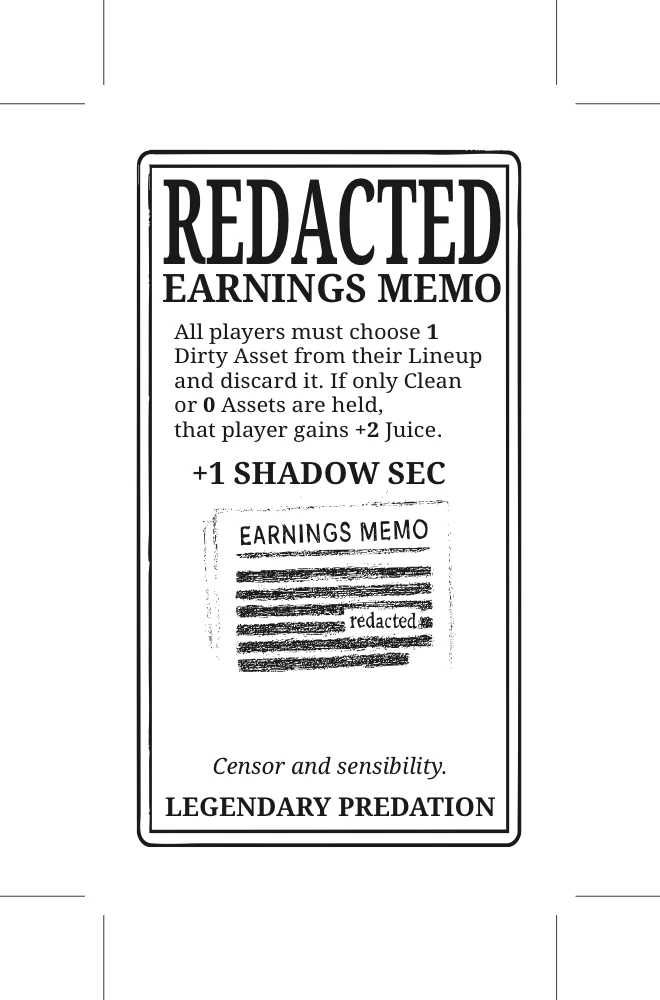 REDACTED
EARNINGS MEMO
All players must choose 1
Dirty Asset from their Lineup
and discard it. If only Clean
or 0 Assets are held,
that player gains +2 Juice.
+1 SHADOW SEC
EARNINGS MEMO
redacted
Censor and sensibility.
LEGENDARY PREDATION